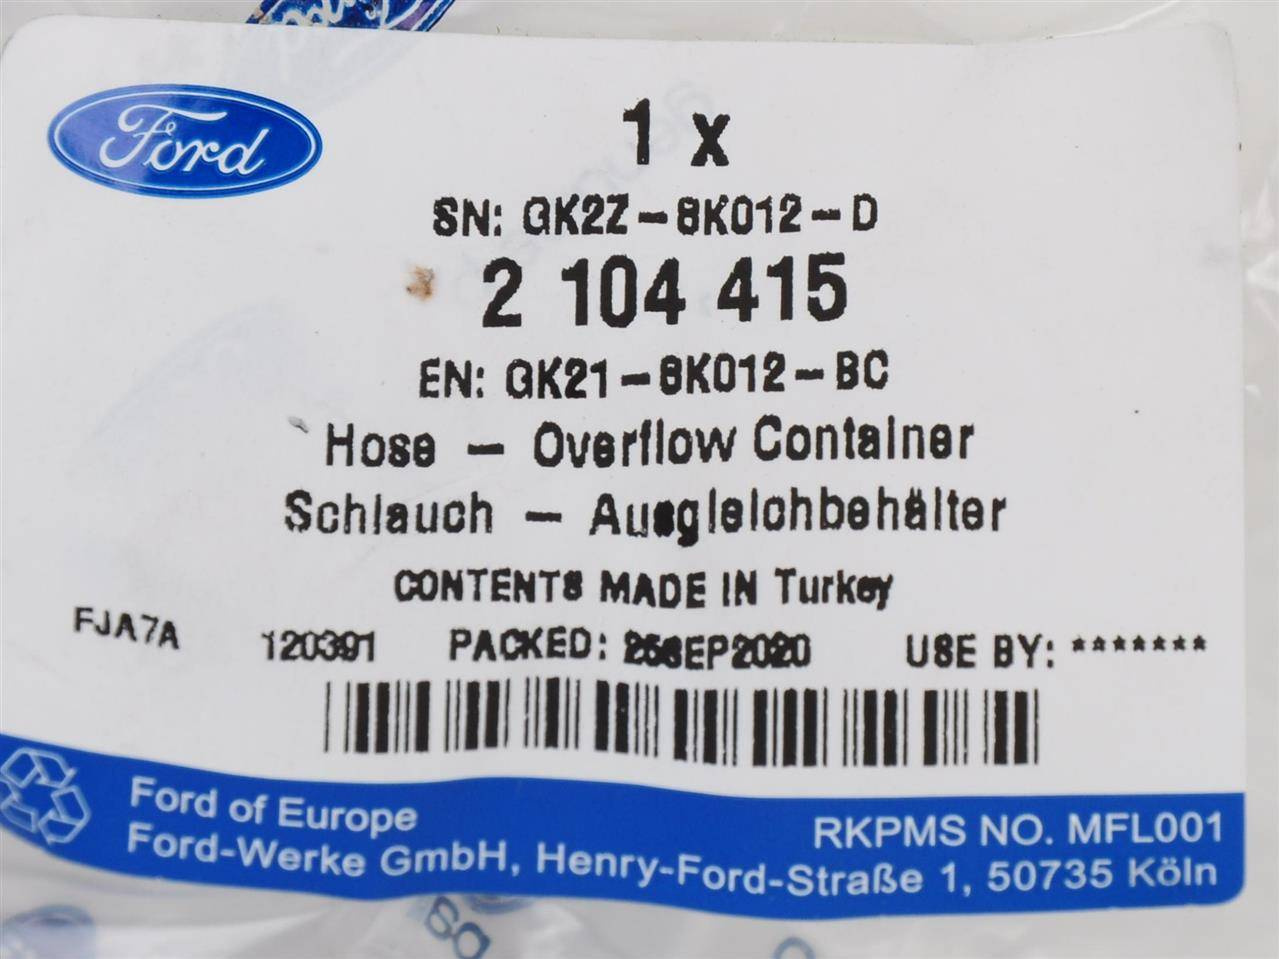 Ford
1 x
SN: GK2Z-8K012-D
2 104 415
EN: GK21-8K012-BC
Hose - Overflow Container
Schlauch - Ausgleichbehälter
CONTENTS MADE IN Turkey
FJA7A 120391 PACKED: 25SEP2020 USE BY: *******
Ford of Europe
RKPMS NO. MFL001
Ford-Werke GmbH, Henry-Ford-Straße 1, 50735 Köln